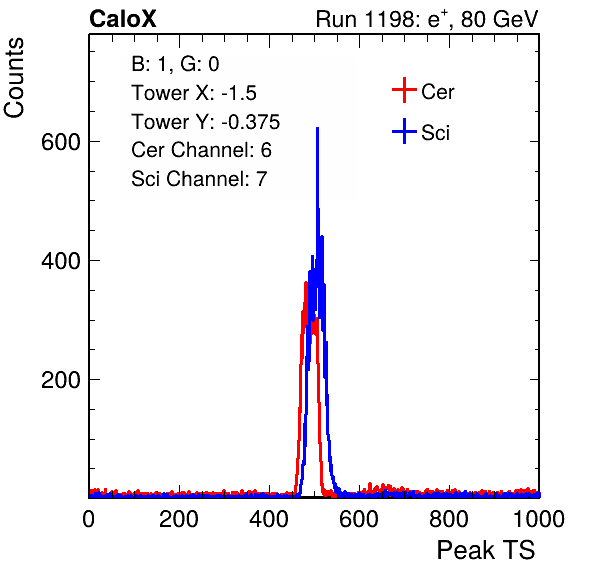 CaloX Run 1198: e⁺, 80 GeV
Counts
B: 1, G: 0
Tower X: -1.5
Tower Y: -0.375
Cer Channel: 6
Sci Channel: 7
Cer
Sci
600
400
200
0 200 400 600 800 1000
Peak TS